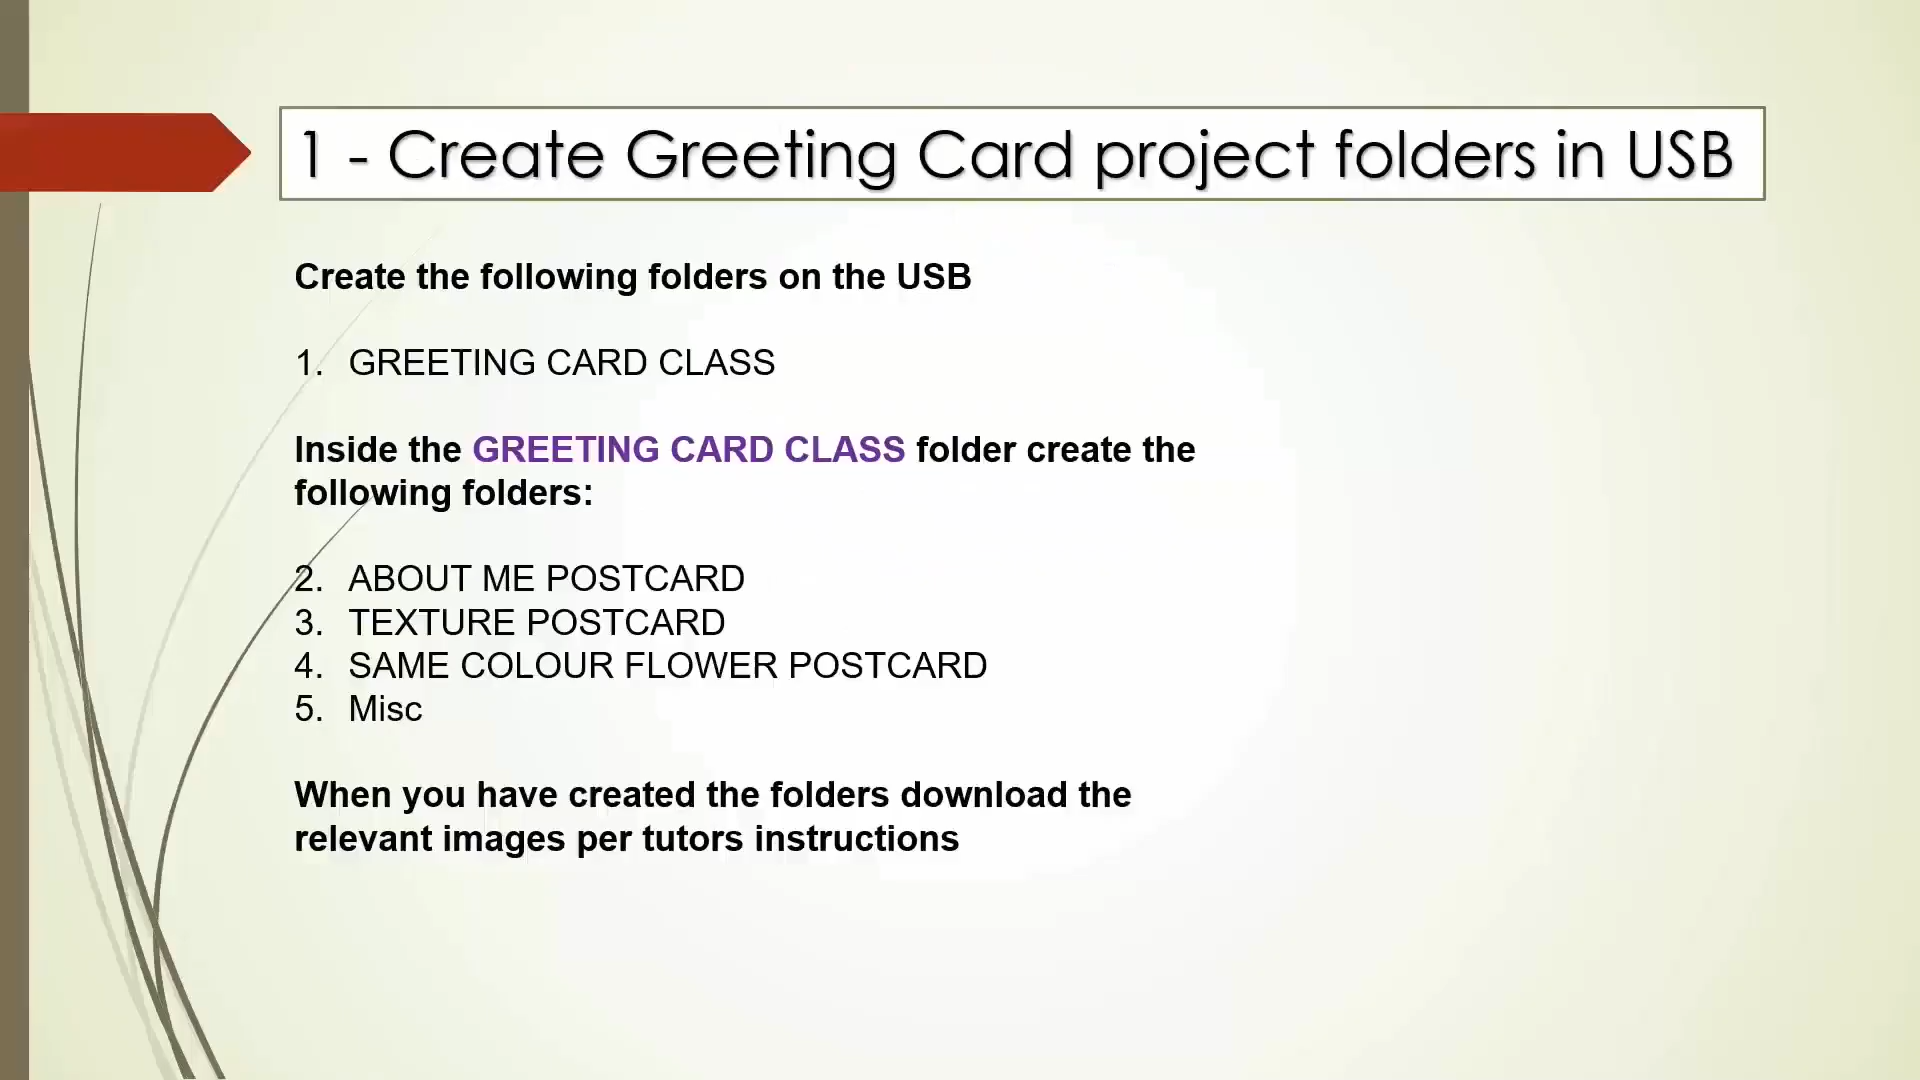 1 - Create Greeting Card project folders in USB
Create the following folders on the USB
1. GREETING CARD CLASS
Inside the GREETING CARD CLASS folder create the
following folders:
2. ABOUT ME POSTCARD
3. TEXTURE POSTCARD
4. SAME COLOUR FLOWER POSTCARD
5. Misc
When you have created the folders download the
relevant images per tutors instructions